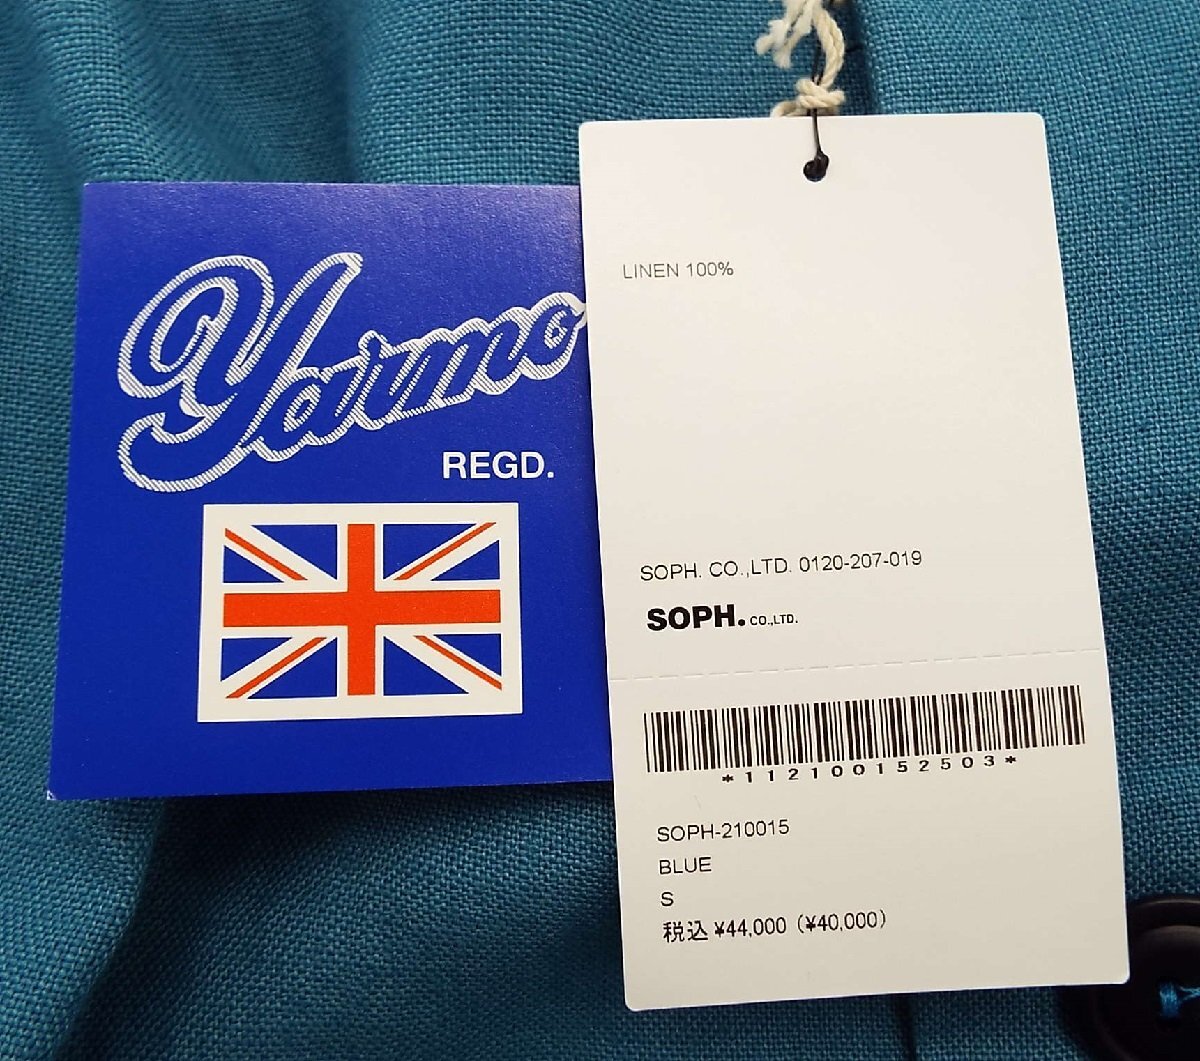 Yarmo
REGD.
LINEN 100%
SOPH. CO.,LTD. 0120-207-019
SOPH. CO.,LTD.
*112100152503*
SOPH-210015
BLUE
S
税込 ¥44,000 (¥40,000)